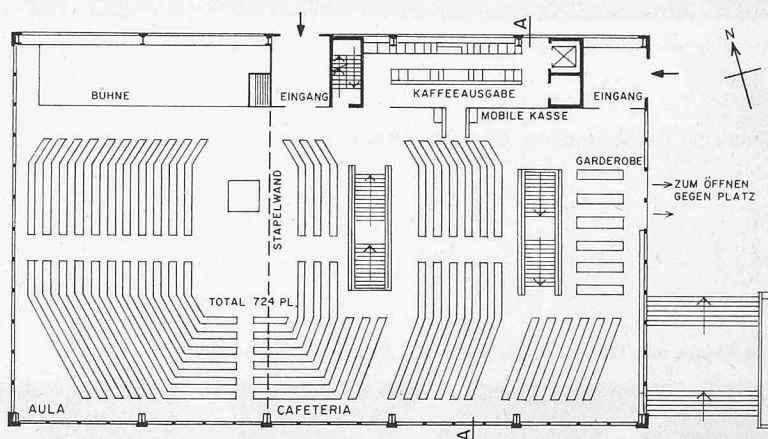 A
N
BÜHNE
EINGANG
KAFFEEAUSGABE
EINGANG
MOBILE KASSE
GARDEROBE
ZUM ÖFFNEN
GEGEN PLATZ
STAPELWAND
TOTAL 724 PL.
AULA
CAFETERIA
A